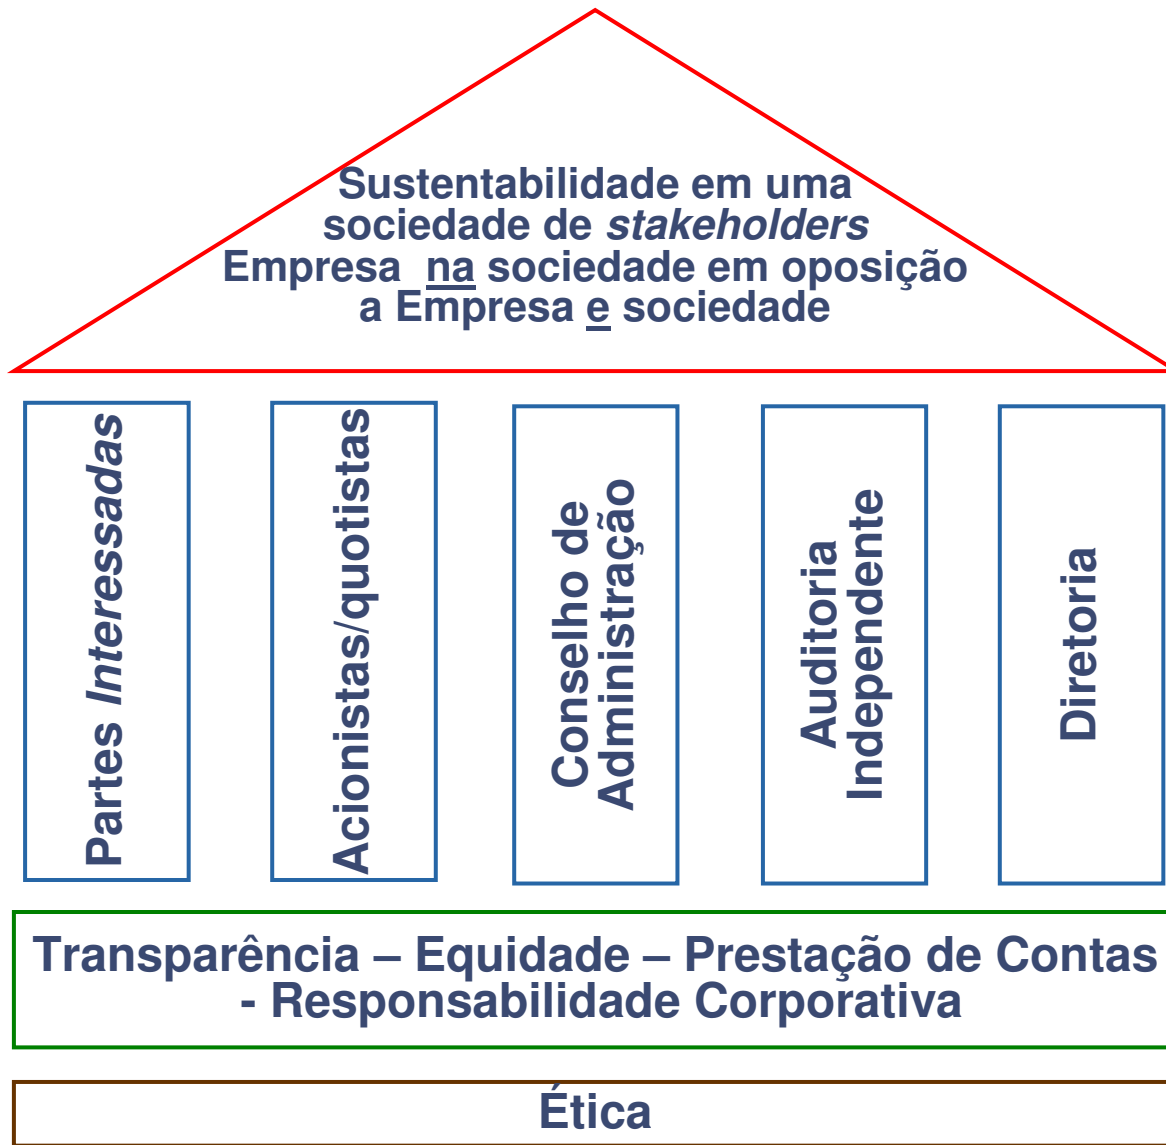 Sustentabilidade em uma
sociedade de stakeholders
Empresa na sociedade em oposição
a Empresa e sociedade
Partes Interessadas
Acionistas/quotistas
Conselho de
Administração
Auditoria
Independente
Diretoria
Transparência – Equidade – Prestação de Contas
- Responsabilidade Corporativa
Ética